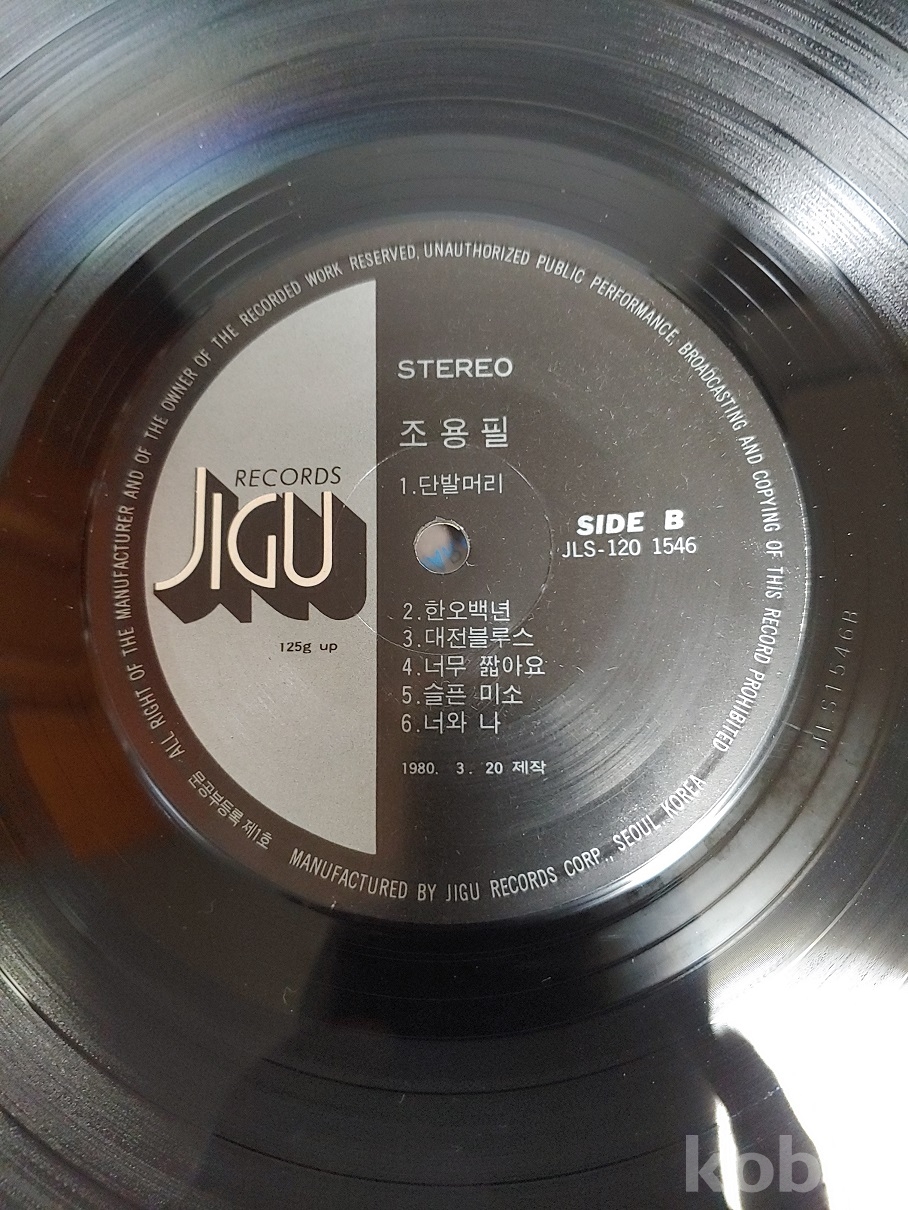 ALL RIGHT OF THE MANUFACTURER AND OF THE OWNER OF THE RECORDED WORK RESERVED, UNAUTHORIZED PUBLIC PERFORMANCE, BROADCASTING AND COPYING OF THIS RECORD PROHIBITED
STEREO
조용필
1.단발머리
RECORDS
JIGU
125g up
SIDE B
JLS-120 1546
2.한오백년
3.대전블루스
4.너무 짧아요
5.슬픈 미소
6.너와 나
1980. 3. 20 제작
문공부등록 제1호
MANUFACTURED BY JIGU RECORDS CORP., SEOUL, KOREA
kob